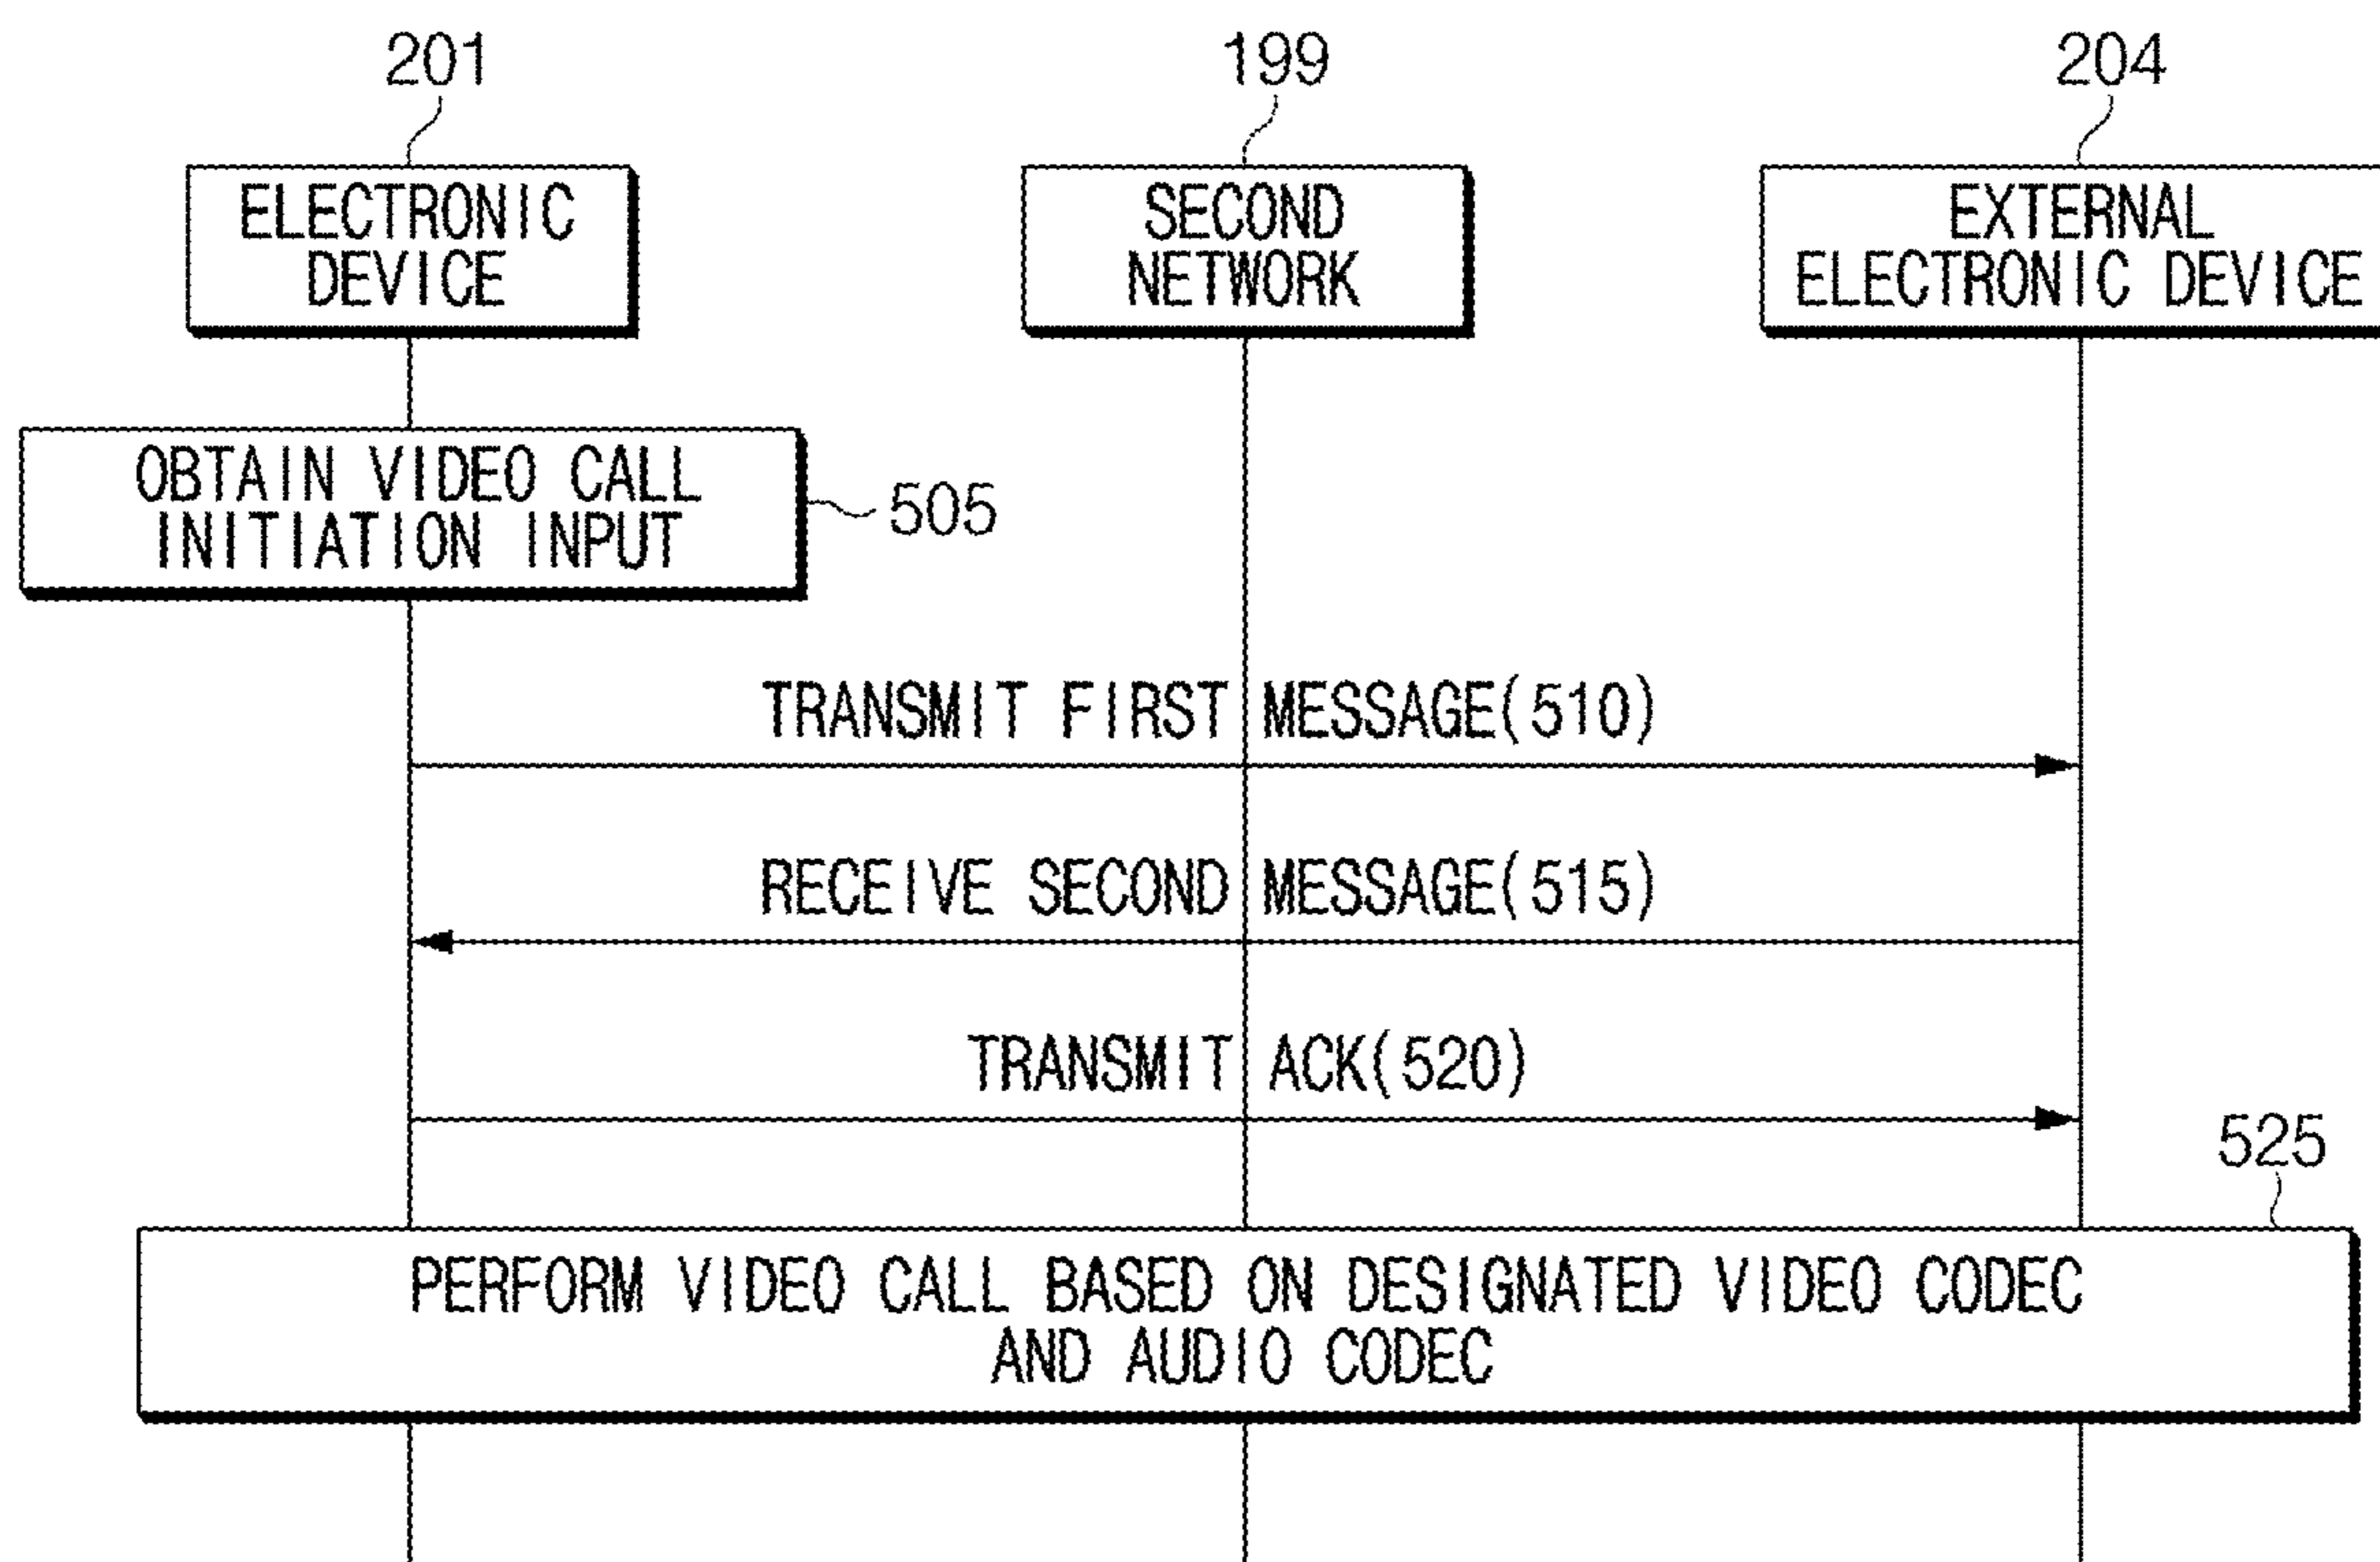 201
199
204
ELECTRONIC
DEVICE
SECOND
NETWORK
EXTERNAL
ELECTRONIC DEVICE
OBTAIN VIDEO CALL
INITIATION INPUT
505
TRANSMIT FIRST MESSAGE(510)
RECEIVE SECOND MESSAGE(515)
TRANSMIT ACK(520)
525
PERFORM VIDEO CALL BASED ON DESIGNATED VIDEO CODEC
AND AUDIO CODEC